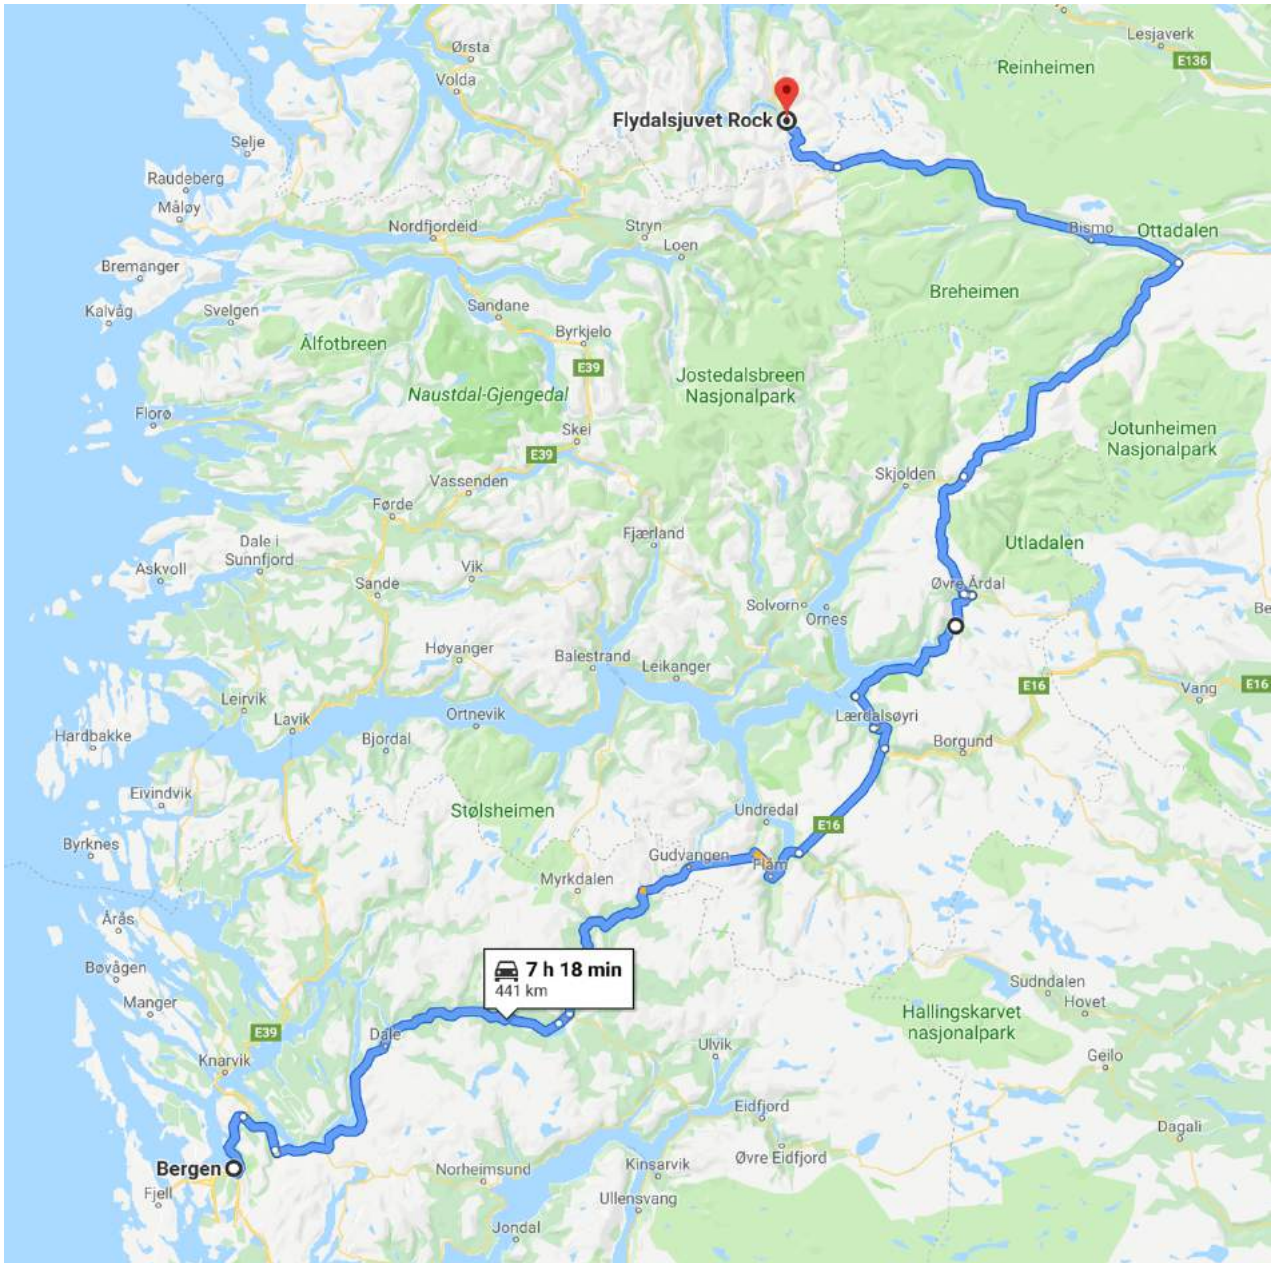 Lesjaverk
Ørsta
E136
Reinheimen
Volda
Flydalsjuvet Rock
Selje
Raudeberg
Måløy
Nordfjordeid
Stryn
Bismo
Ottadalen
Loen
Bremanger
Breheimen
Kalvåg
Svelgen
Sandane
Byrkjelo
Ålfotbreen
E39
Jostedalsbreen
Nasjonalpark
Naustdal-Gjengedal
Florø
Skei
Jotunheimen
Nasjonalpark
E39
Skjolden
Vassenden
Førde
Fjærland
Dale i
Sunnfjord
Utladalen
Askvoll
Vik
Sande
Øvre Årdal
Solvorn
Ornes
Be
Høyanger
Balestrand
Leikanger
E16
Vang
E16
Leirvik
Lavik
Ortnevik
Lærdalsøyri
Hardbakke
Bjordal
Borgund
Eivindvik
Stølsheimen
Undredal
E16
Byrknes
Gudvangen
Flåm
Myrkdalen
Årås
Bøvågen
7 h 18 min
441 km
Sudndalen
Manger
Hovet
Hallingskarvet
nasjonalpark
E39
Dale
Ulvik
Knarvik
Geilo
Eidfjord
Dagali
Øvre Eidfjord
Bergen
Norheimsund
Kinsarvik
Fjell
Ullensvang
Jondal